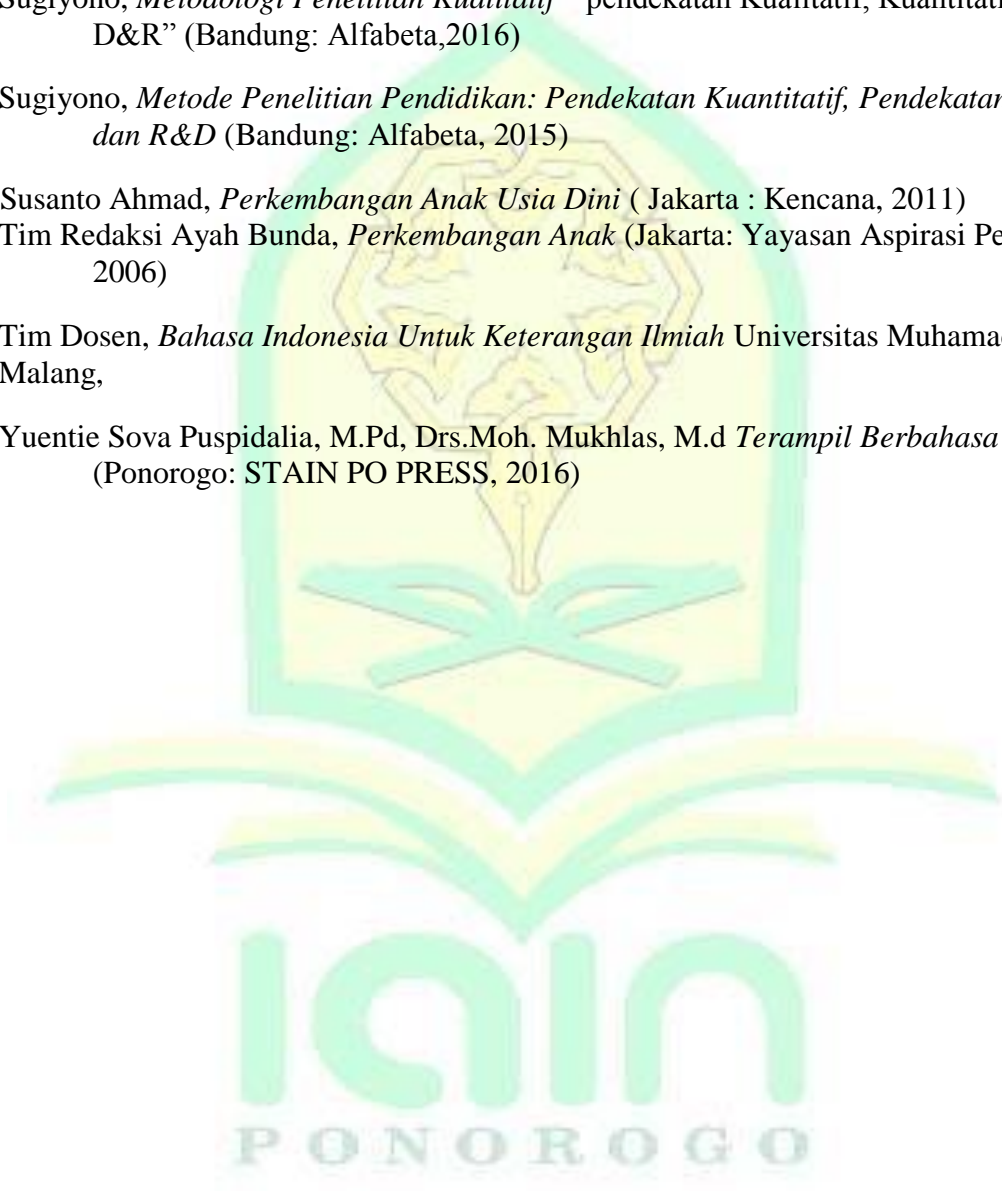 Sugiyono, Metodologi Penelitian Kualitatif “ pendekatan Kualitatif, Kuantitati
D&R” (Bandung: Alfabeta,2016)
Sugiyono, Metode Penelitian Pendidikan: Pendekatan Kuantitatif, Pendekatan
dan R&D (Bandung: Alfabeta, 2015)
Susanto Ahmad, Perkembangan Anak Usia Dini ( Jakarta : Kencana, 2011)
Tim Redaksi Ayah Bunda, Perkembangan Anak (Jakarta: Yayasan Aspirasi Pe
2006)
Tim Dosen, Bahasa Indonesia Untuk Keterangan Ilmiah Universitas Muhama
Malang,
Yuentie Sova Puspidalia, M.Pd, Drs.Moh. Mukhlas, M.d Terampil Berbahasa
(Ponorogo: STAIN PO PRESS, 2016)
iain
PONOROGO